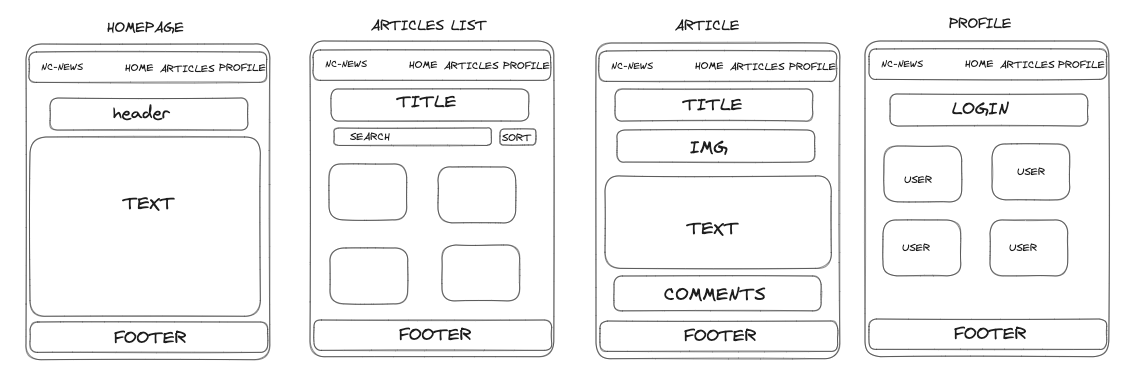 HOMEPAGE
NC-NEWS HOME ARTICLES PROFILE
header
TEXT
FOOTER
ARTICLES LIST
NC-NEWS HOME ARTICLES PROFILE
TITLE
SEARCH SORT
FOOTER
ARTICLE
NC-NEWS HOME ARTICLES PROFILE
TITLE
IMG
TEXT
COMMENTS
FOOTER
PROFILE
NC-NEWS HOME ARTICLES PROFILE
LOGIN
USER USER
USER USER
FOOTER